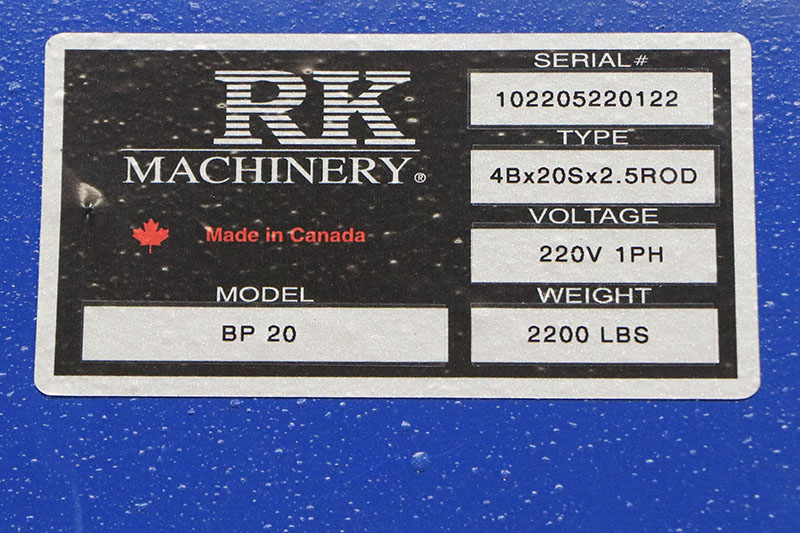 RK
MACHINERY®
Made in Canada
MODEL
BP 20
SERIAL#
102205220122
TYPE
4Bx20Sx2.5ROD
VOLTAGE
220V 1PH
WEIGHT
2200 LBS